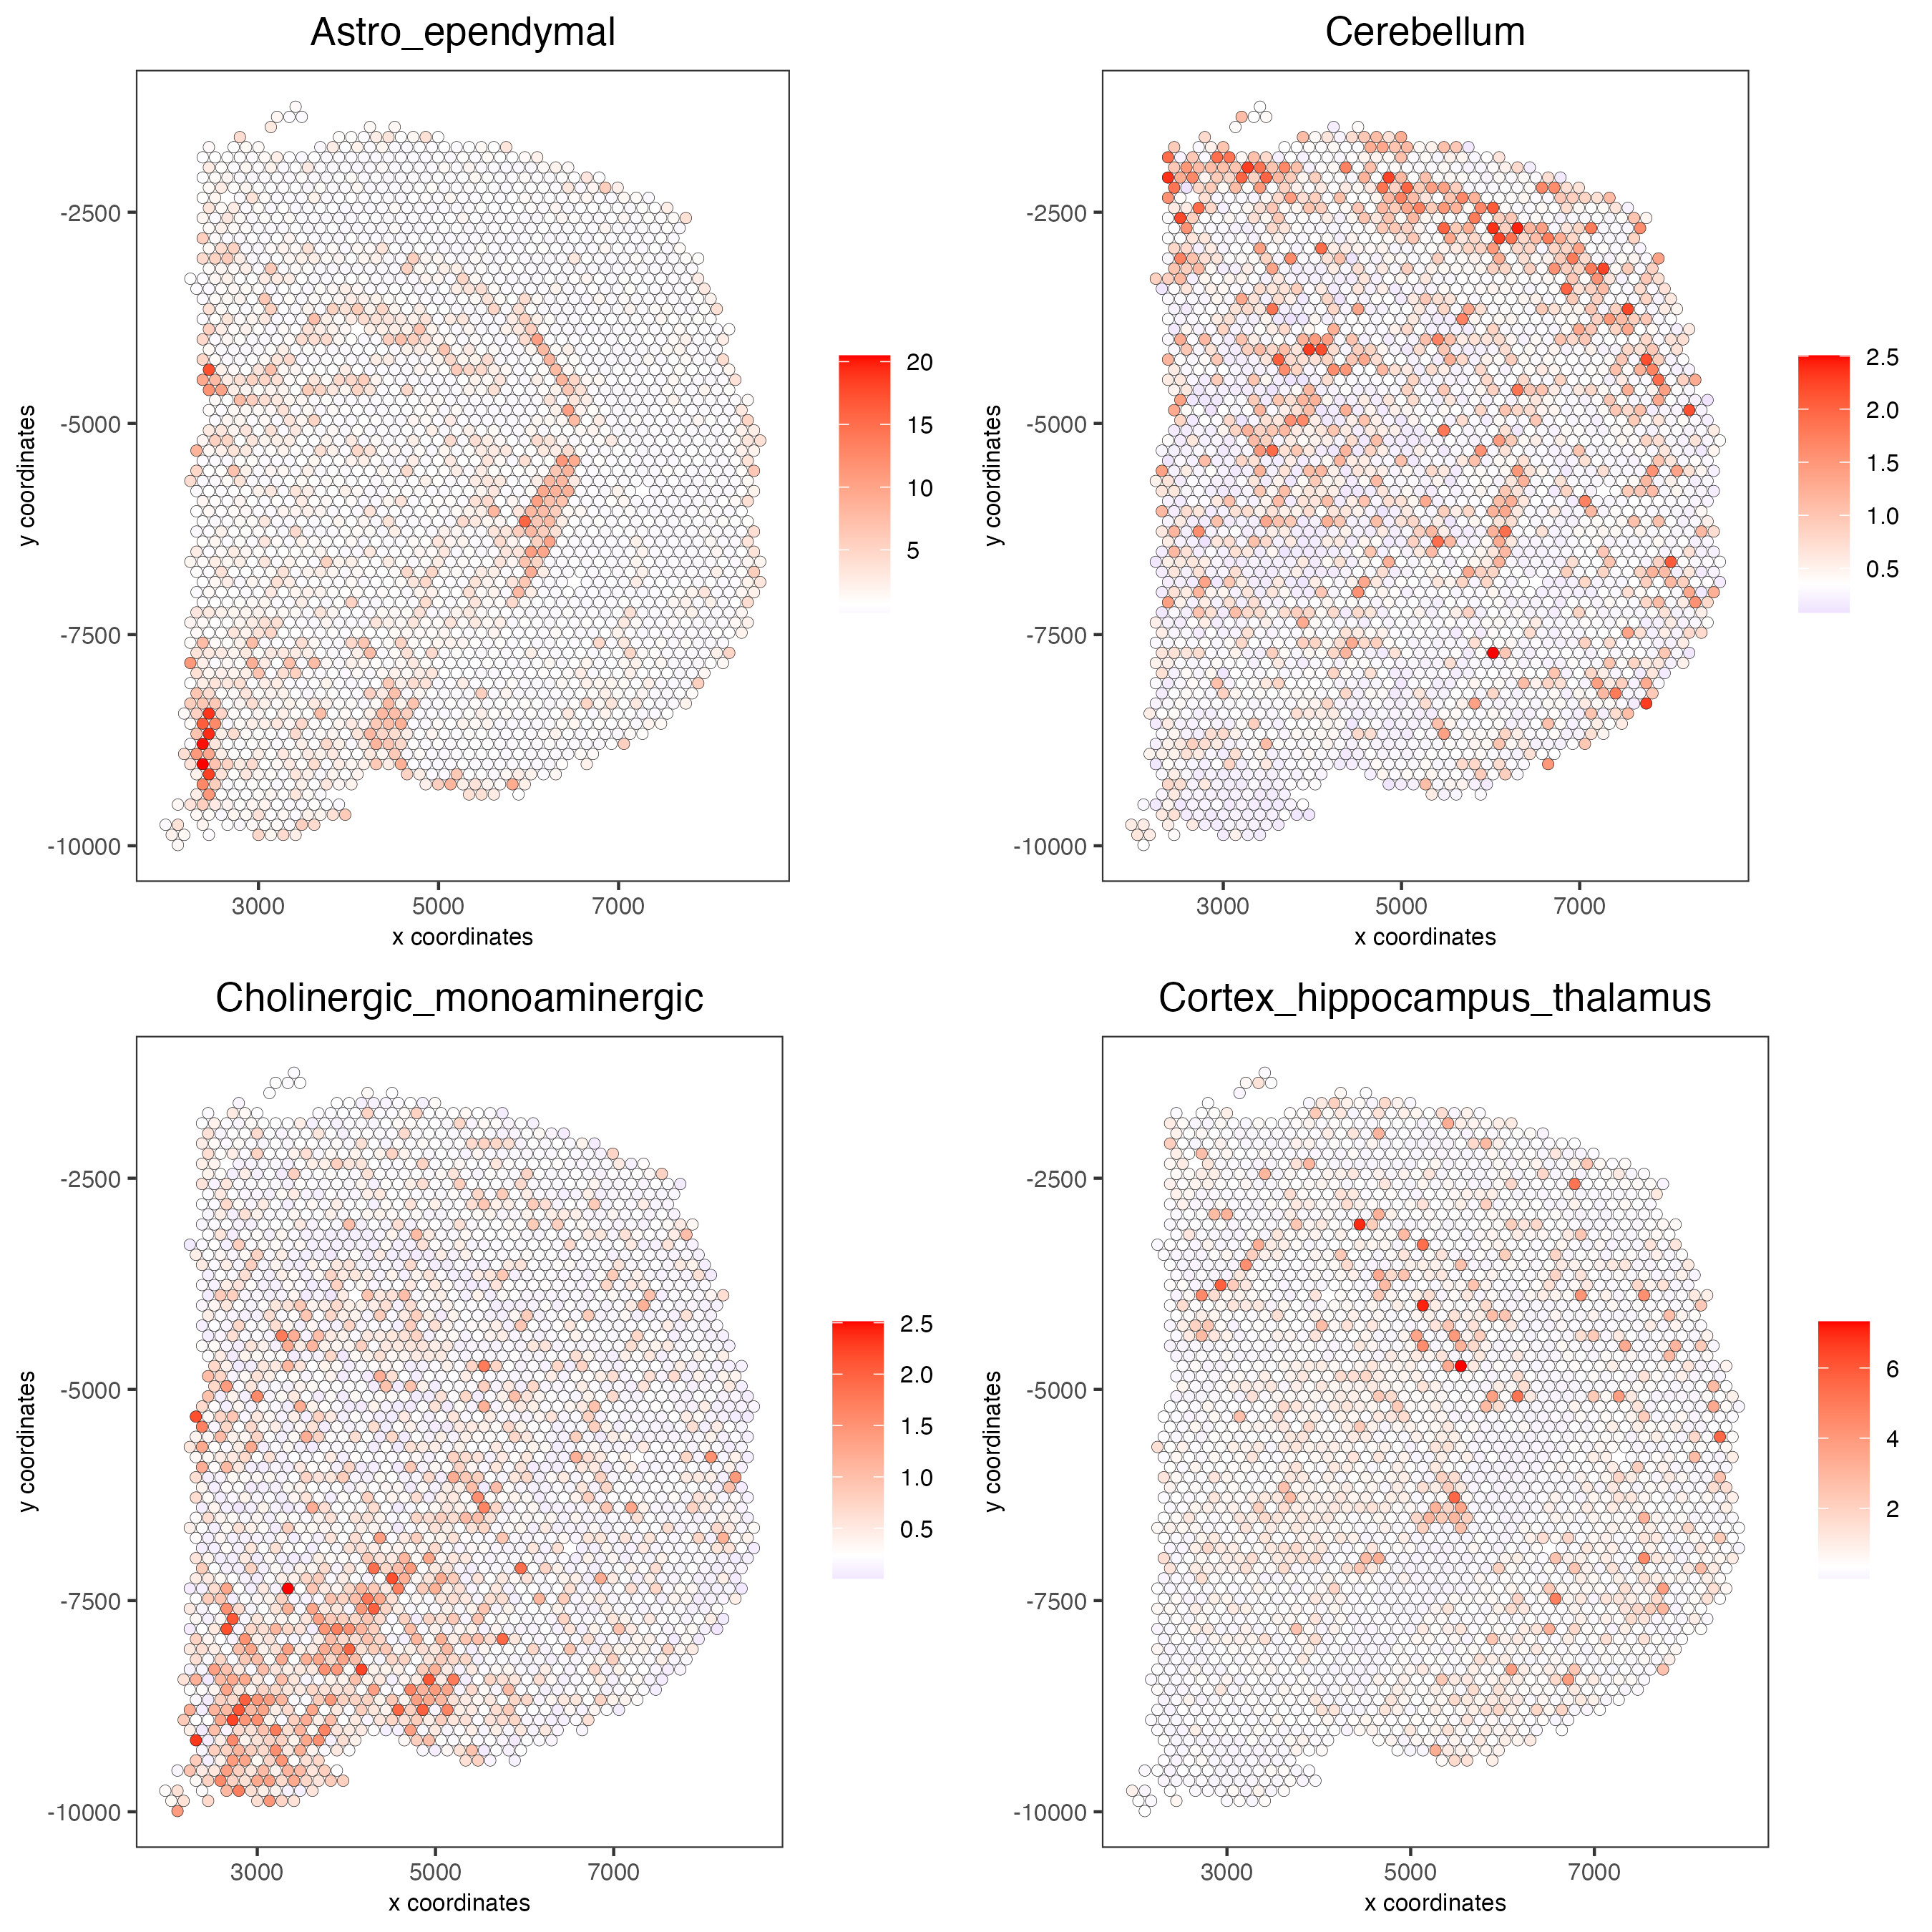 Astro_ependymal
-2500
-5000
-7500
-10000
y coordinates
3000 5000 7000
x coordinates
20
15
10
5
Cerebellum
-2500
-5000
-7500
-10000
y coordinates
3000 5000 7000
x coordinates
2.5
2.0
1.5
1.0
0.5
Cholinergic_monoaminergic
-2500
-5000
-7500
-10000
y coordinates
3000 5000 7000
x coordinates
2.5
2.0
1.5
1.0
0.5
Cortex_hippocampus_thalamus
-2500
-5000
-7500
-10000
y coordinates
3000 5000 7000
x coordinates
6
4
2